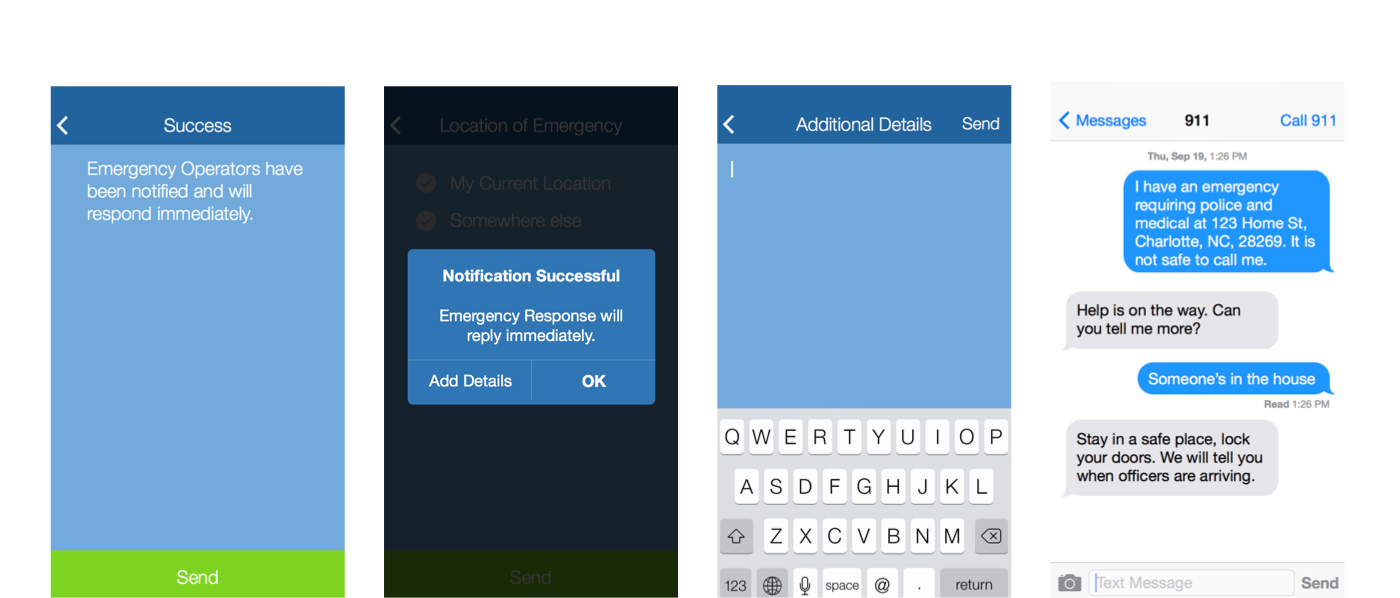 Success
Emergency Operators have
been notified and will
respond immediately.
Send
Location of Emergency
My Current Location
Somewhere else
Notification Successful
Emergency Response will
reply immediately.
Add Details OK
Send
Additional Details Send
Q W E R T Y U I O P
A S D F G H J K L
Z X C V B N M
123 space @ . return
Messages 911 Call 911
Thu, Sep 19, 1:26 PM
I have an emergency
requiring police and
medical at 123 Home St,
Charlotte, NC, 28269. It is
not safe to call me.
Help is on the way. Can
you tell me more?
Someone's in the house
Read 1:26 PM
Stay in a safe place, lock
your doors. We will tell you
when officers are arriving.
Text Message Send